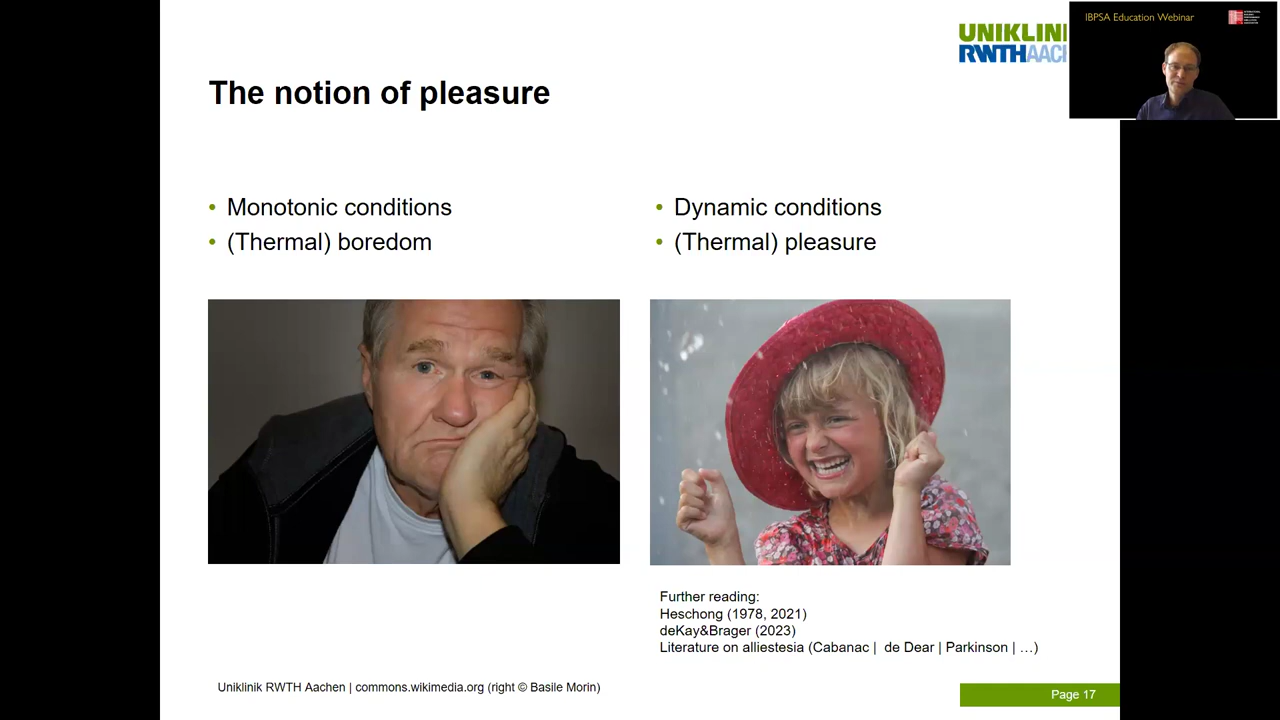 IBPSA Education Webinar
UNIKLINI
RWTHAACH
The notion of pleasure
• Monotonic conditions
• (Thermal) boredom
• Dynamic conditions
• (Thermal) pleasure
Further reading:
Heschong (1978, 2021)
deKay&Brager (2023)
Literature on alliestesia (Cabanac | de Dear | Parkinson | …)
Uniklinik RWTH Aachen | commons.wikimedia.org (right © Basile Morin)
Page 17